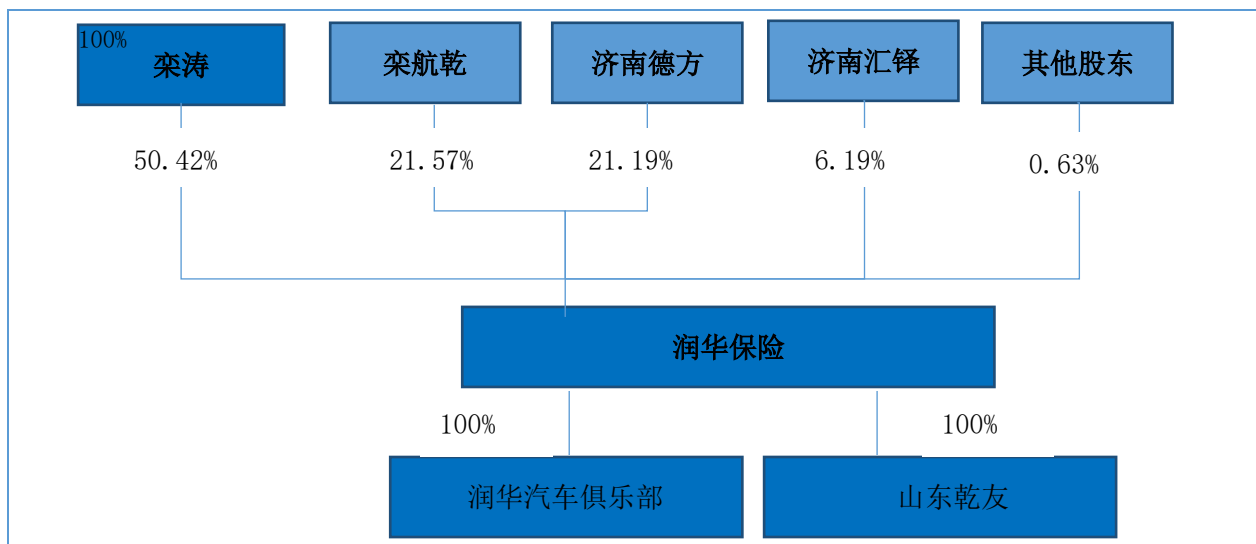 100%
栾涛
栾航乾
济南德方
济南汇铎
其他股东
50.42%
21.57%
21.19%
6.19%
0.63%
润华保险
100%
100%
润华汽车俱乐部
山东乾友